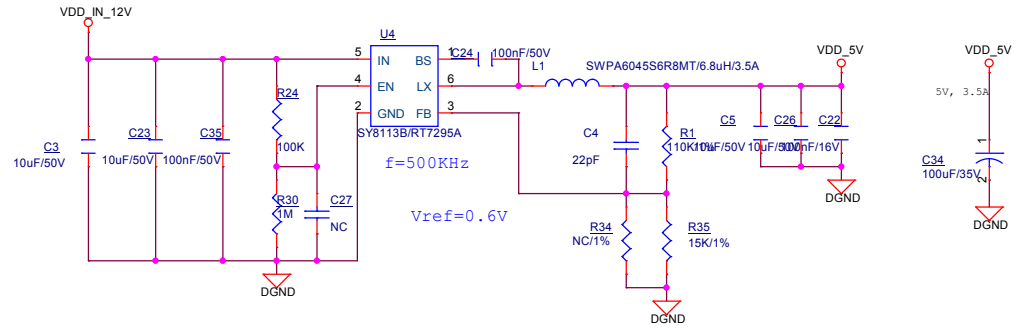 VDD_IN_12V
U4
C24
100nF/50V
L1
SWPA6045S6R8MT/6.8uH/3.5A
VDD_5V
VDD_5V
5
IN
BS
1
4
EN
LX
6
2
GND
FB
3
SY8113B/RT7295A
f=500KHz
Vref=0.6V
R24
100K
C3
10uF/50V
C23
10uF/50V
C35
100nF/50V
R30
1M
C27
NC
DGND
C4
22pF
R1
110K/1%
C5
10uF/50V
C26
10uF/50V
C22
100nF/16V
DGND
R34
NC/1%
R35
15K/1%
DGND
5V, 3.5A
1
C34
100uF/35V
2
DGND